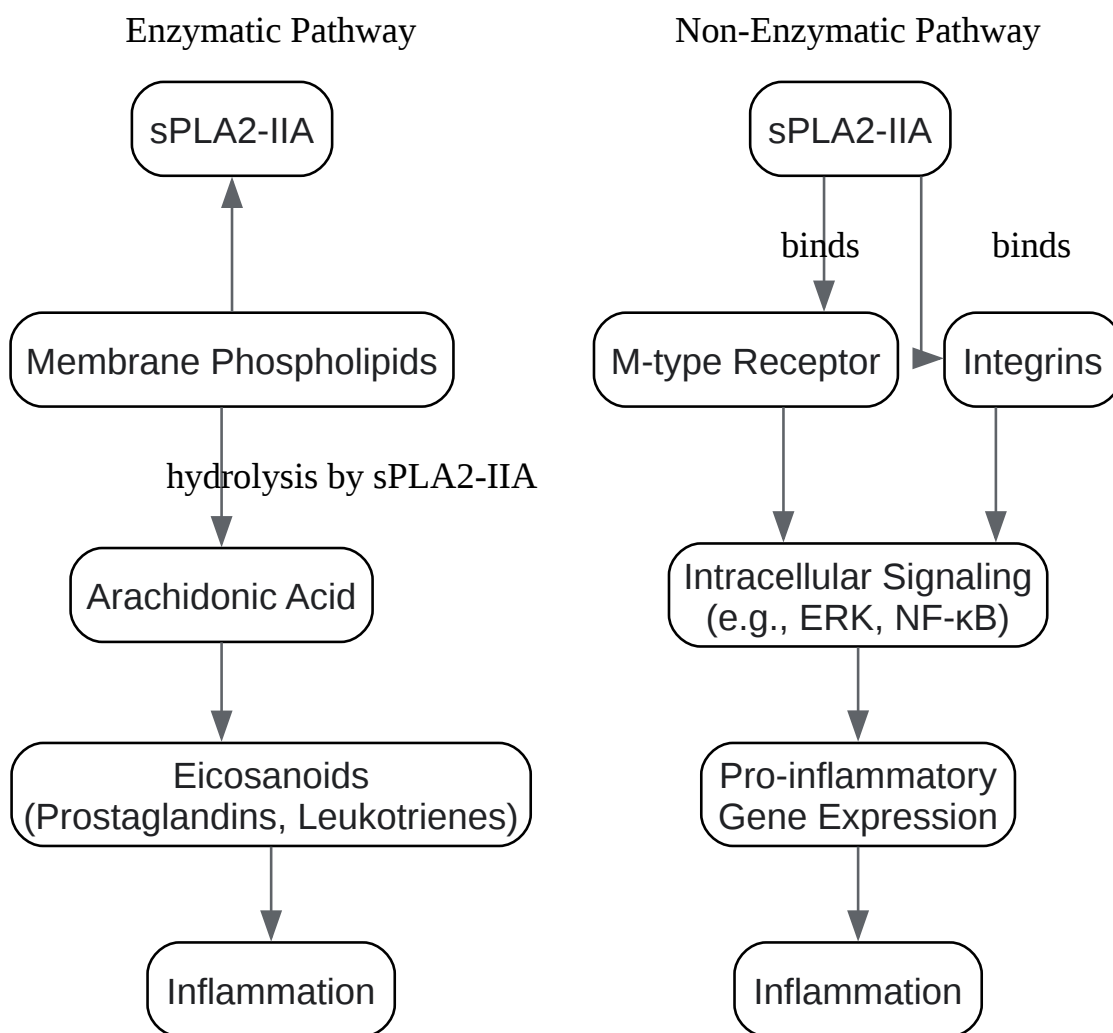 Enzymatic Pathway
sPLA2-IIA
Membrane Phospholipids
hydrolysis by sPLA2-IIA
Arachidonic Acid
Eicosanoids
(Prostaglandins, Leukotrienes)
Inflammation
Non-Enzymatic Pathway
sPLA2-IIA
binds
binds
M-type Receptor
Integrins
Intracellular Signaling
(e.g., ERK, NF-κB)
Pro-inflammatory
Gene Expression
Inflammation